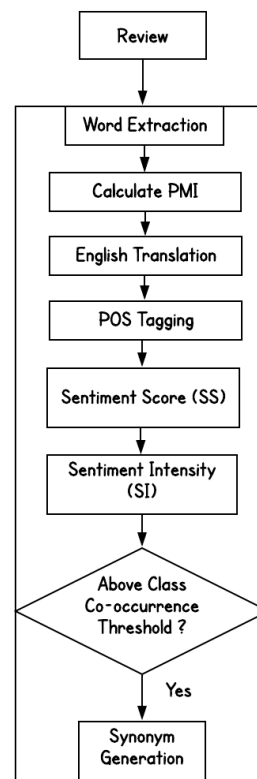 Review
Word Extraction
Calculate PMI
English Translation
POS Tagging
Sentiment Score (SS)
Sentiment Intensity
(SI)
Above Class
Co-occurrence
Threshold ?
Yes
Synonym
Generation